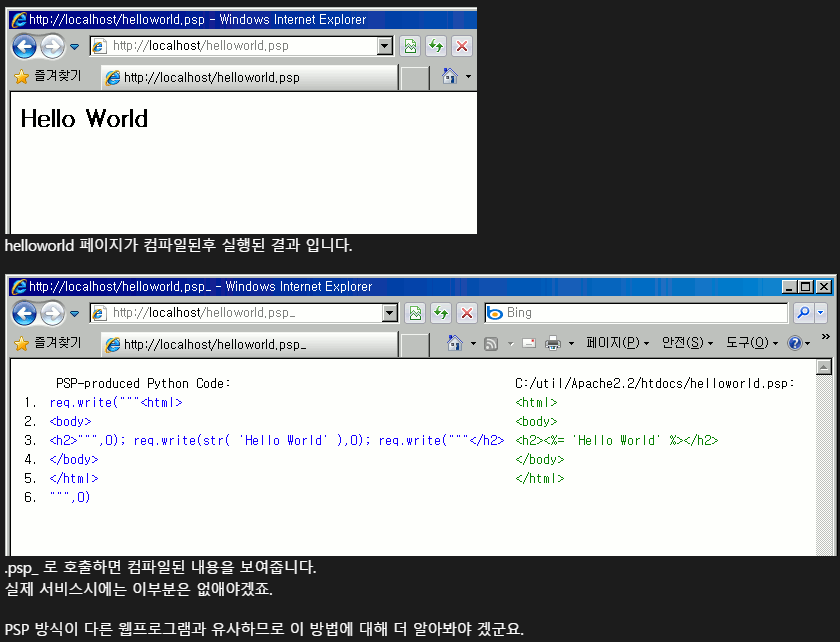 http://localhost/helloworld.psp - Windows Internet Explorer
http://localhost/helloworld.psp
즐겨찾기 http://localhost/helloworld.psp
Hello World
helloworld 페이지가 컴파일된후 실행된 결과 입니다.
http://localhost/helloworld.psp_ - Windows Internet Explorer
http://localhost/helloworld.psp_ Bing
즐겨찾기 http://localhost/helloworld.psp_ 페이지(P) 안전(S) 도구(O) »
PSP-produced Python Code: C:/util/Apache2.2/htdocs/helloworld.psp:
1. req.write("""<html> <html>
2. <body> <body>
3. <h2>""",0); req.write(str( 'Hello World' ),0); req.write("""</h2> <h2><%= 'Hello World' %></h2>
4. </body> </body>
5. </html> </html>
6. """,0)
.psp_ 로 호출하면 컴파일된 내용을 보여줍니다.
실제 서비스시에는 이부분은 없애야겠죠.
PSP 방식이 다른 웹프로그램과 유사하므로 이 방법에 대해 더 알아봐야 겠군요.